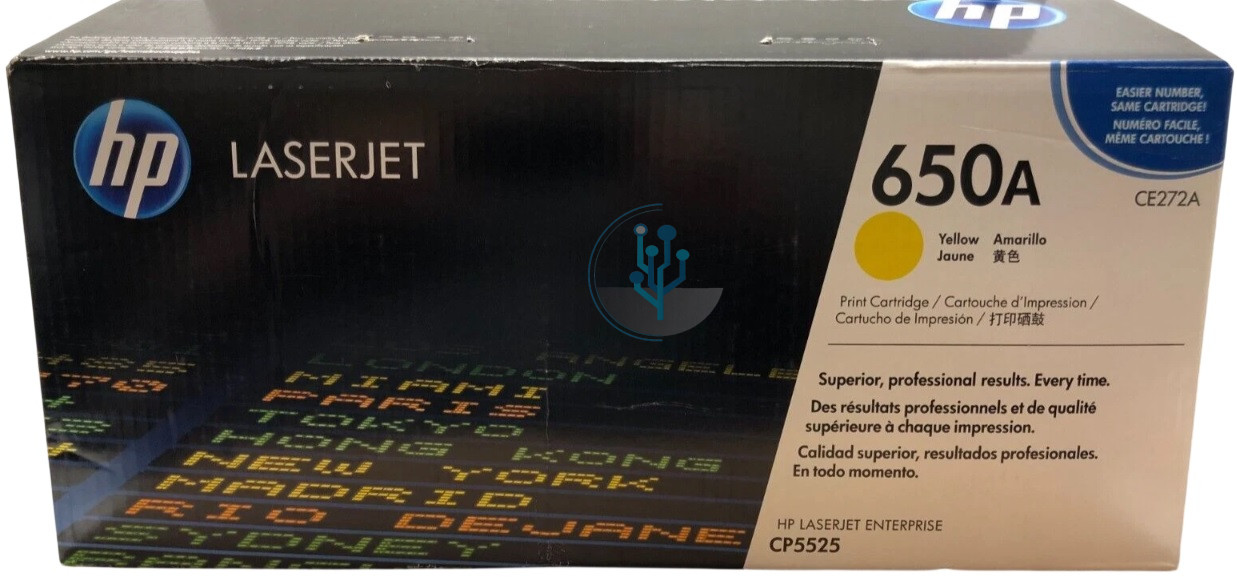 hp
hp
LASERJET
EASIER NUMBER,
SAME CARTRIDGE!
NUMÉRO FACILE,
MÊME CARTOUCHE !
650A
CE272A
Yellow Amarillo
Jaune 黄色
Print Cartridge / Cartouche d'Impression /
Cartucho de Impresión / 打印硒鼓
Superior, professional results. Every time.
Des résultats professionnels et de qualité
supérieure à chaque impression.
Calidad superior, resultados profesionales.
En todo momento.
HP LASERJET ENTERPRISE
CP5525
LONDON
MIAMI
PARIS
TOKYO
HONG KONG
NEW YORK
MADRID
RIO DEJANE
SYDNEY